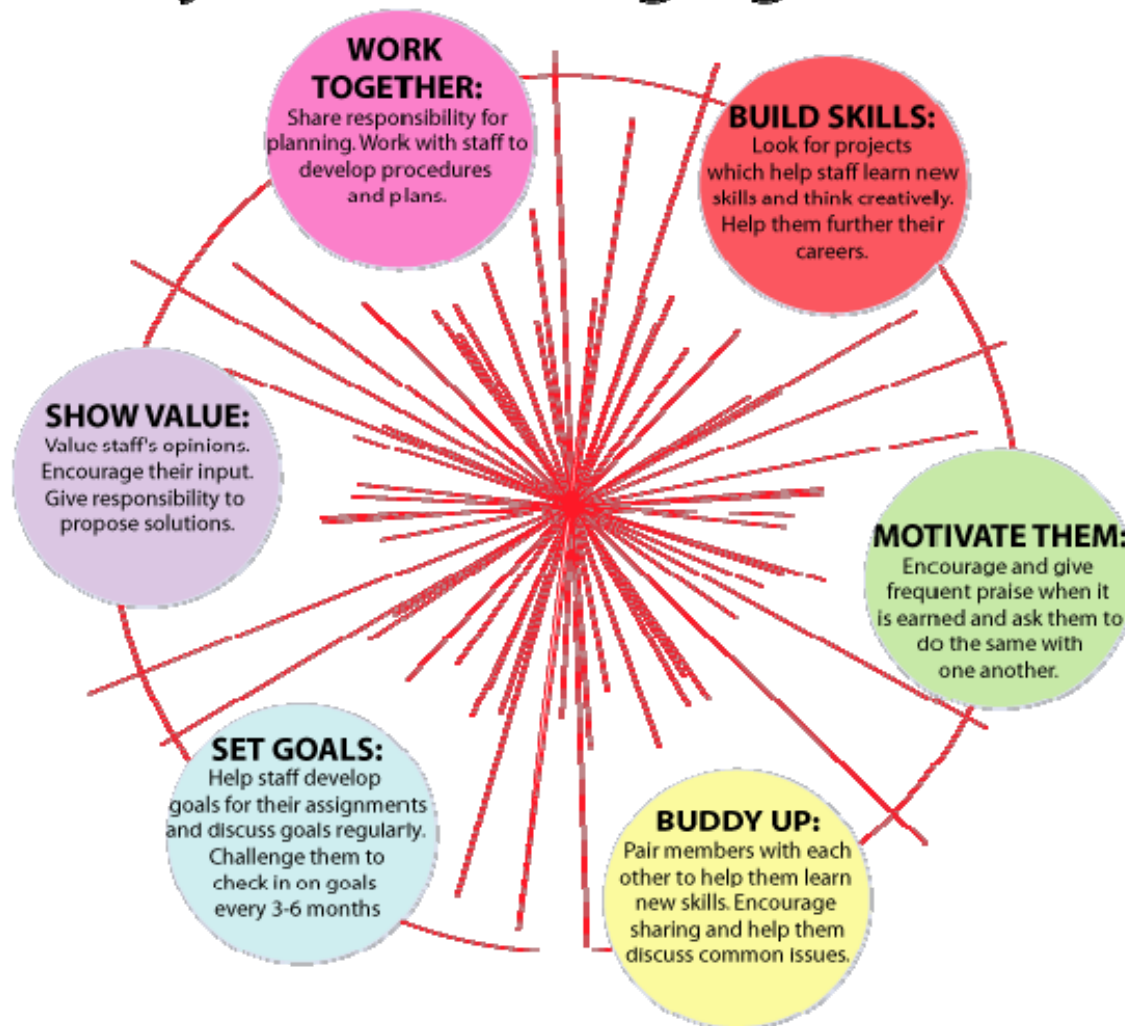 WORK
TOGETHER:
Share responsibility for
planning. Work with staff to
develop procedures
and plans.
BUILD SKILLS:
Look for projects
which help staff learn new
skills and think creativelly.
Help them further their
careers.
MOTIVATE THEM:
Encourage and give
frequent praise when it
is earned and ask them to
do the same with
one another.
BUDDY UP:
Pair members with each
other to help them learn
new skills. Encourage
sharing and help them
discuss common issues.
SET GOALS:
Help staff develop
goals for their assignments
and discuss goals regularly.
Challenge them to
check in on goals
every 3-6 months
SHOW VALUE:
Value staff's opinions.
Encourage their input.
Give responsibility to
propose solutions.